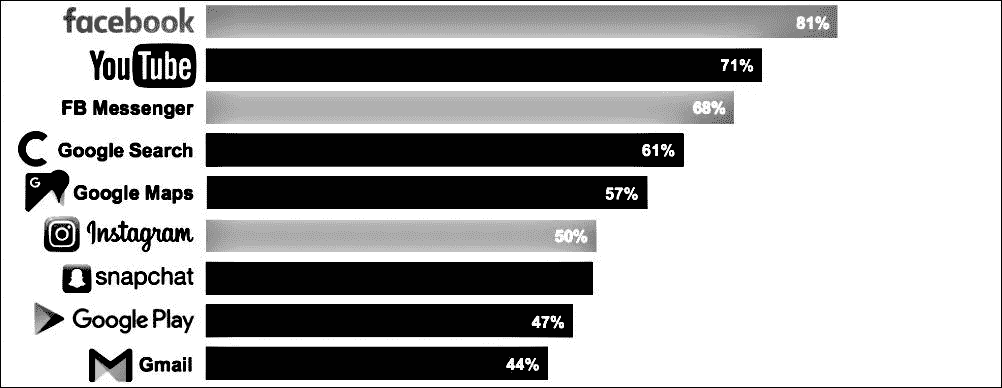 facebook 81%
YouTube 71%
FB Messenger 68%
Google Search 61%
G Google Maps 57%
Instagram 50%
snapchat
Google Play 47%
Gmail 44%